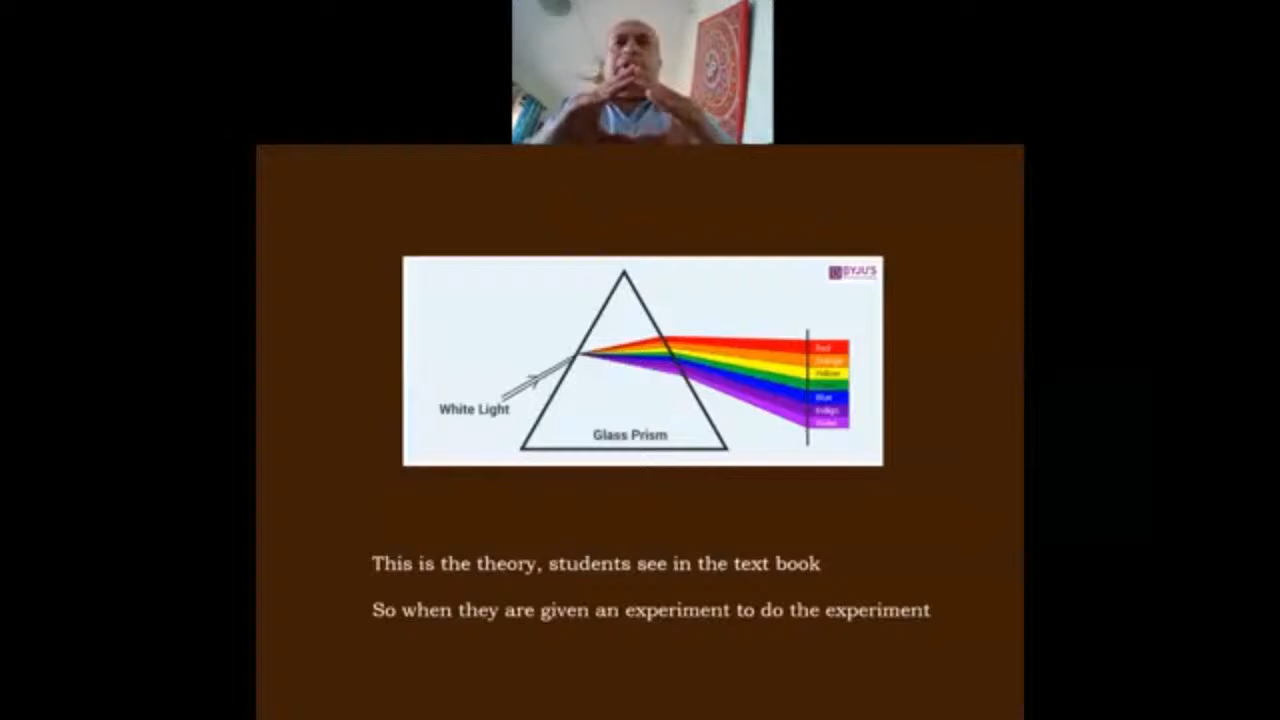 BYJU'S
Red
Orange
Yellow
Blue
Indigo
Violet
White Light
Glass Prism
This is the theory, students see in the text book
So when they are given an experiment to do the experiment